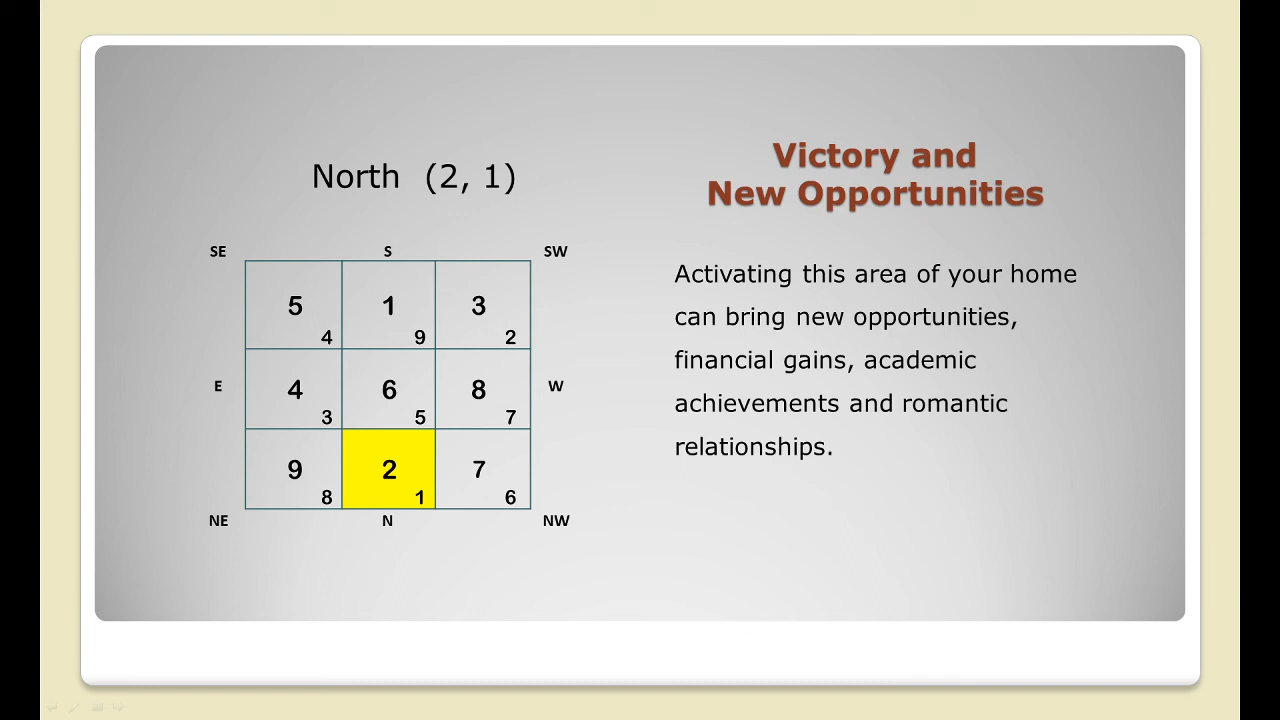 North (2, 1)
Victory and
New Opportunities
SE S SW
5 1 3
4 9 2
E 4 6 8 W
3 5 7
9 2 7
8 1 6
NE N NW
Activating this area of your home
can bring new opportunities,
financial gains, academic
achievements and romantic
relationships.